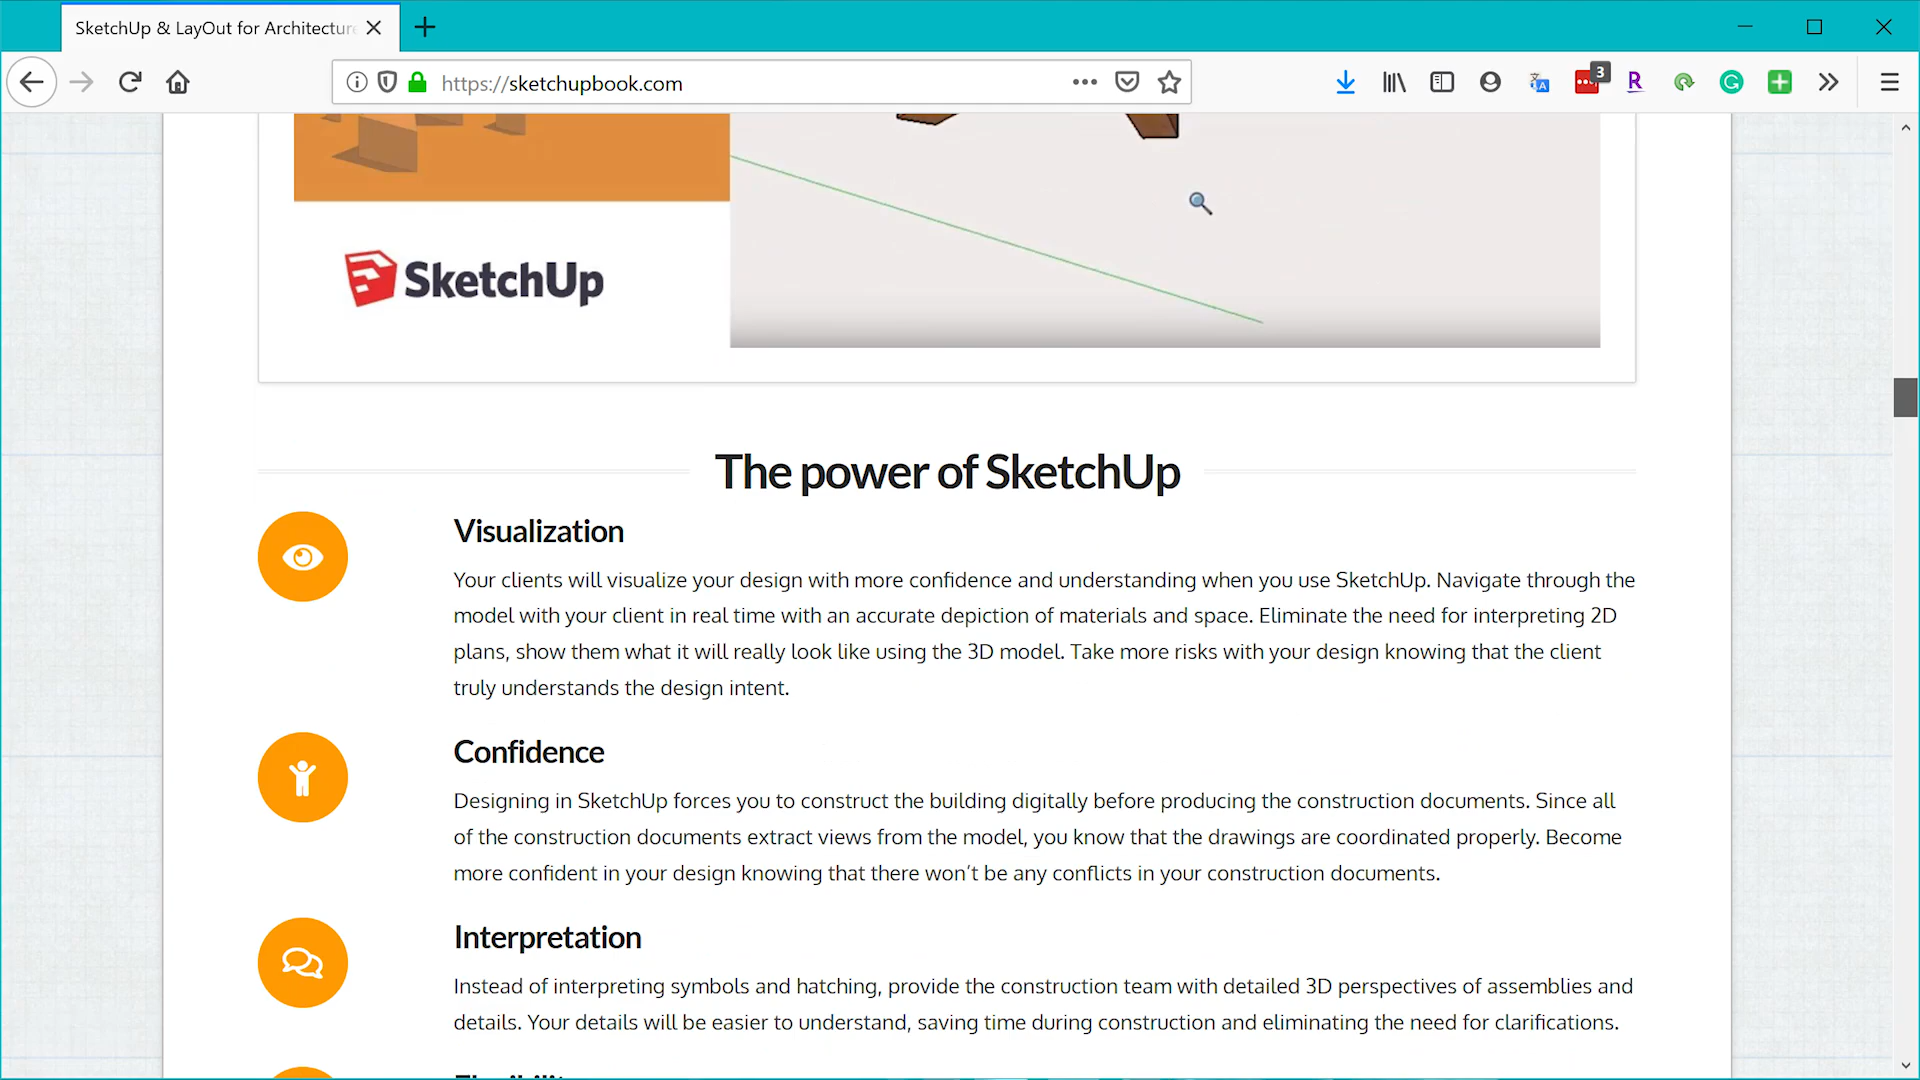 SketchUp & LayOut for Architecture
https://sketchupbook.com
3
R
SketchUp
The power of SketchUp
Visualization
Your clients will visualize your design with more confidence and understanding when you use SketchUp. Navigate through the
model with your client in real time with an accurate depiction of materials and space. Eliminate the need for interpreting 2D
plans, show them what it will really look like using the 3D model. Take more risks with your design knowing that the client
truly understands the design intent.
Confidence
Designing in SketchUp forces you to construct the building digitally before producing the construction documents. Since all
of the construction documents extract views from the model, you know that the drawings are coordinated properly. Become
more confident in your design knowing that there won't be any conflicts in your construction documents.
Interpretation
Instead of interpreting symbols and hatching, provide the construction team with detailed 3D perspectives of assemblies and
details. Your details will be easier to understand, saving time during construction and eliminating the need for clarifications.